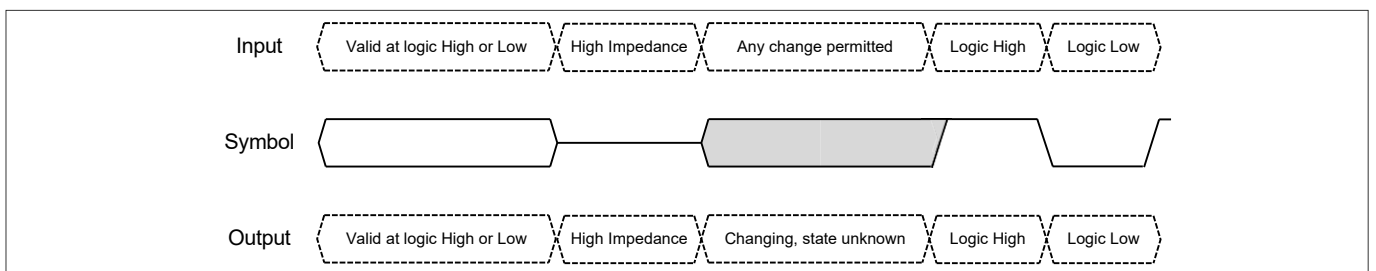 Input Valid at logic High or Low High Impedance Any change permitted Logic High Logic Low
Symbol
Output Valid at logic High or Low High Impedance Changing, state unknown Logic High Logic Low